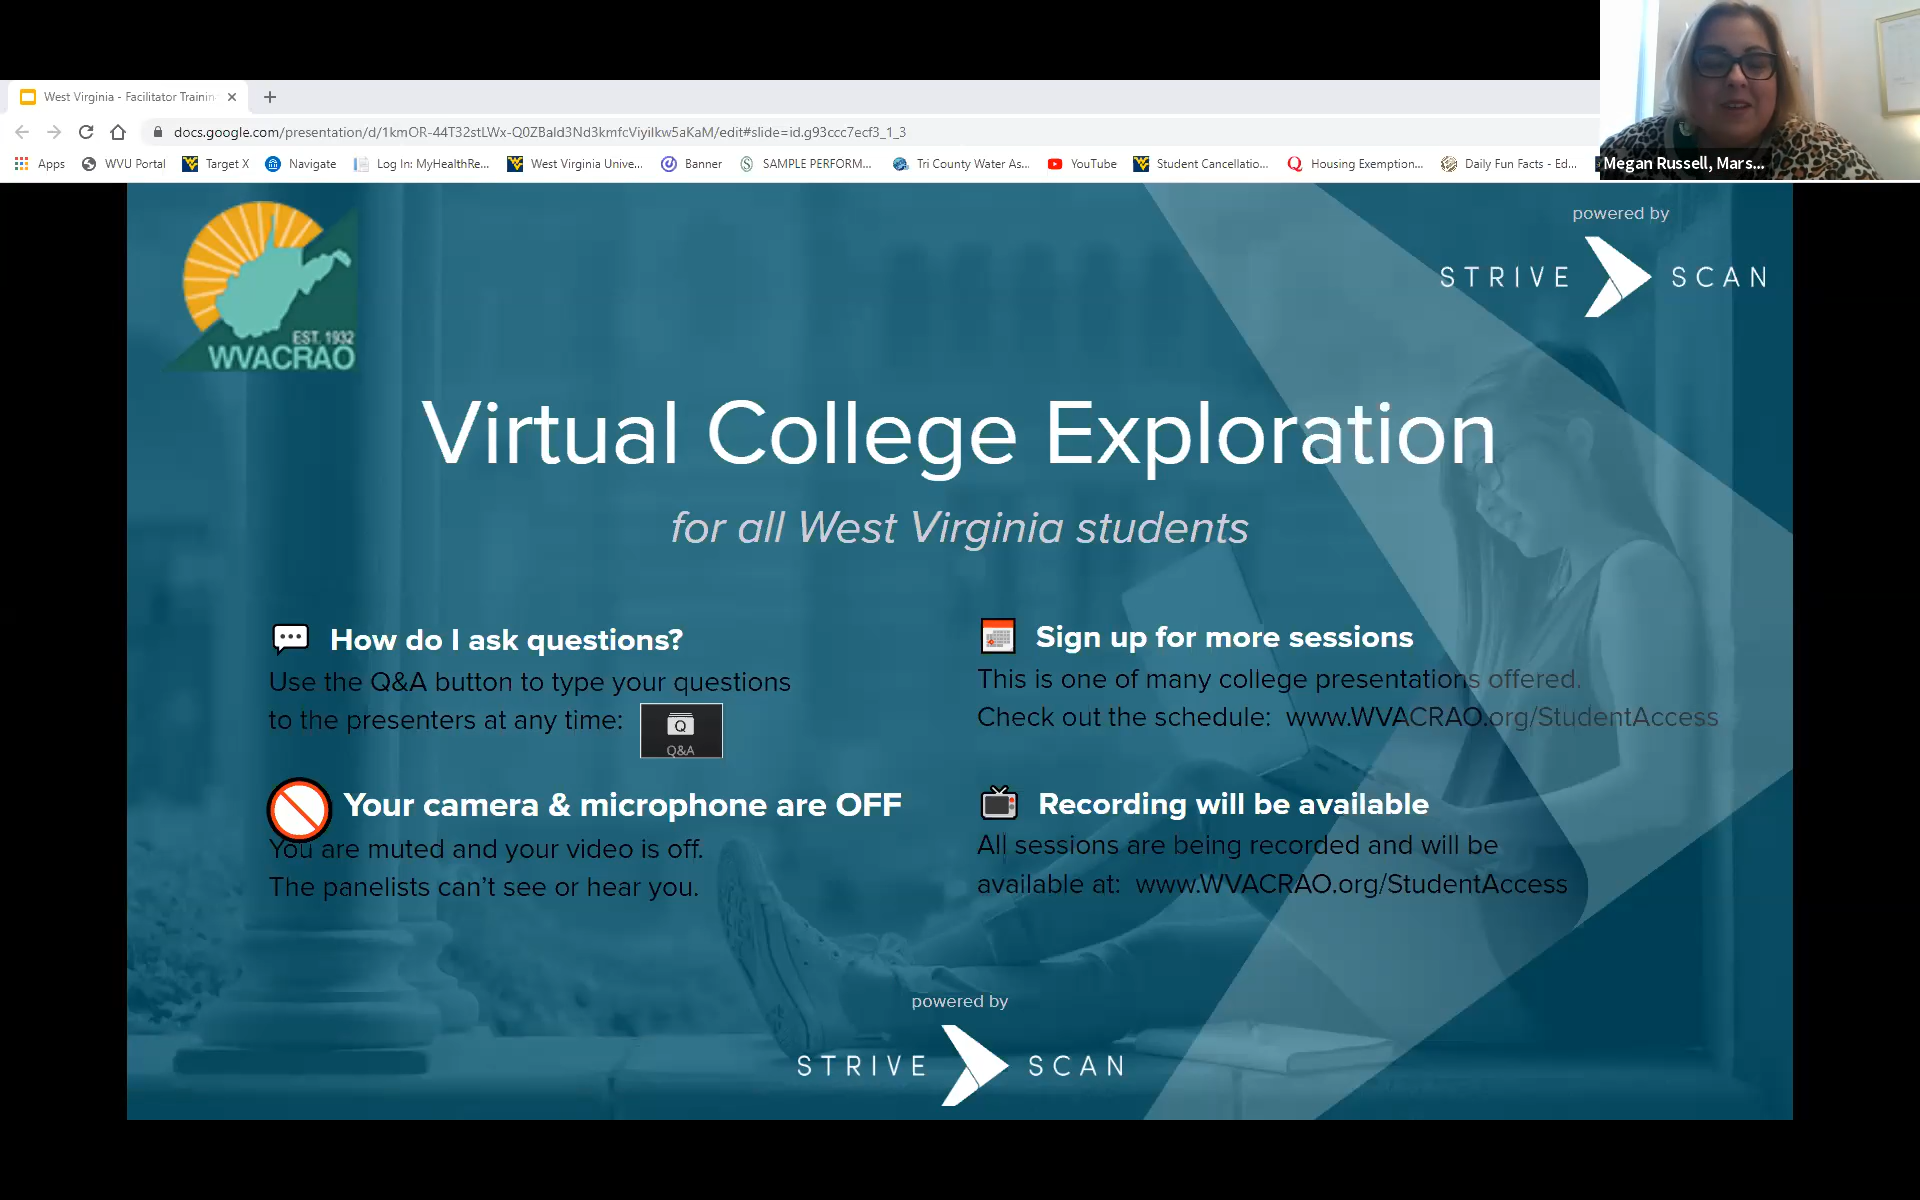 West Virginia - Facilitator Trainin
docs.google.com/presentation/d/1kmOR-44T32stLWx-Q0ZBald3Nd3kmfcViyiIkw5aKaM/edit#slide=id.g93ccc7ecf3_1_3
Apps WVU Portal Target X Navigate Log In: MyHealthRe... West Virginia Unive... Banner SAMPLE PERFORM... Tri County Water As... YouTube Student Cancellatio... Housing Exemption... Daily Fun Facts - Ed...
Megan Russell, Mars...
EST. 1932
WVACRAO
powered by
STRIVE SCAN
Virtual College Exploration
for all West Virginia students
How do I ask questions?
Use the Q&A button to type your questions
to the presenters at any time:
Q
Q&A
Your camera & microphone are OFF
You are muted and your video is off.
The panelists can't see or hear you.
Sign up for more sessions
This is one of many college presentations offered.
Check out the schedule: www.WVACRAO.org/StudentAccess
Recording will be available
All sessions are being recorded and will be
available at: www.WVACRAO.org/StudentAccess
powered by
STRIVE SCAN